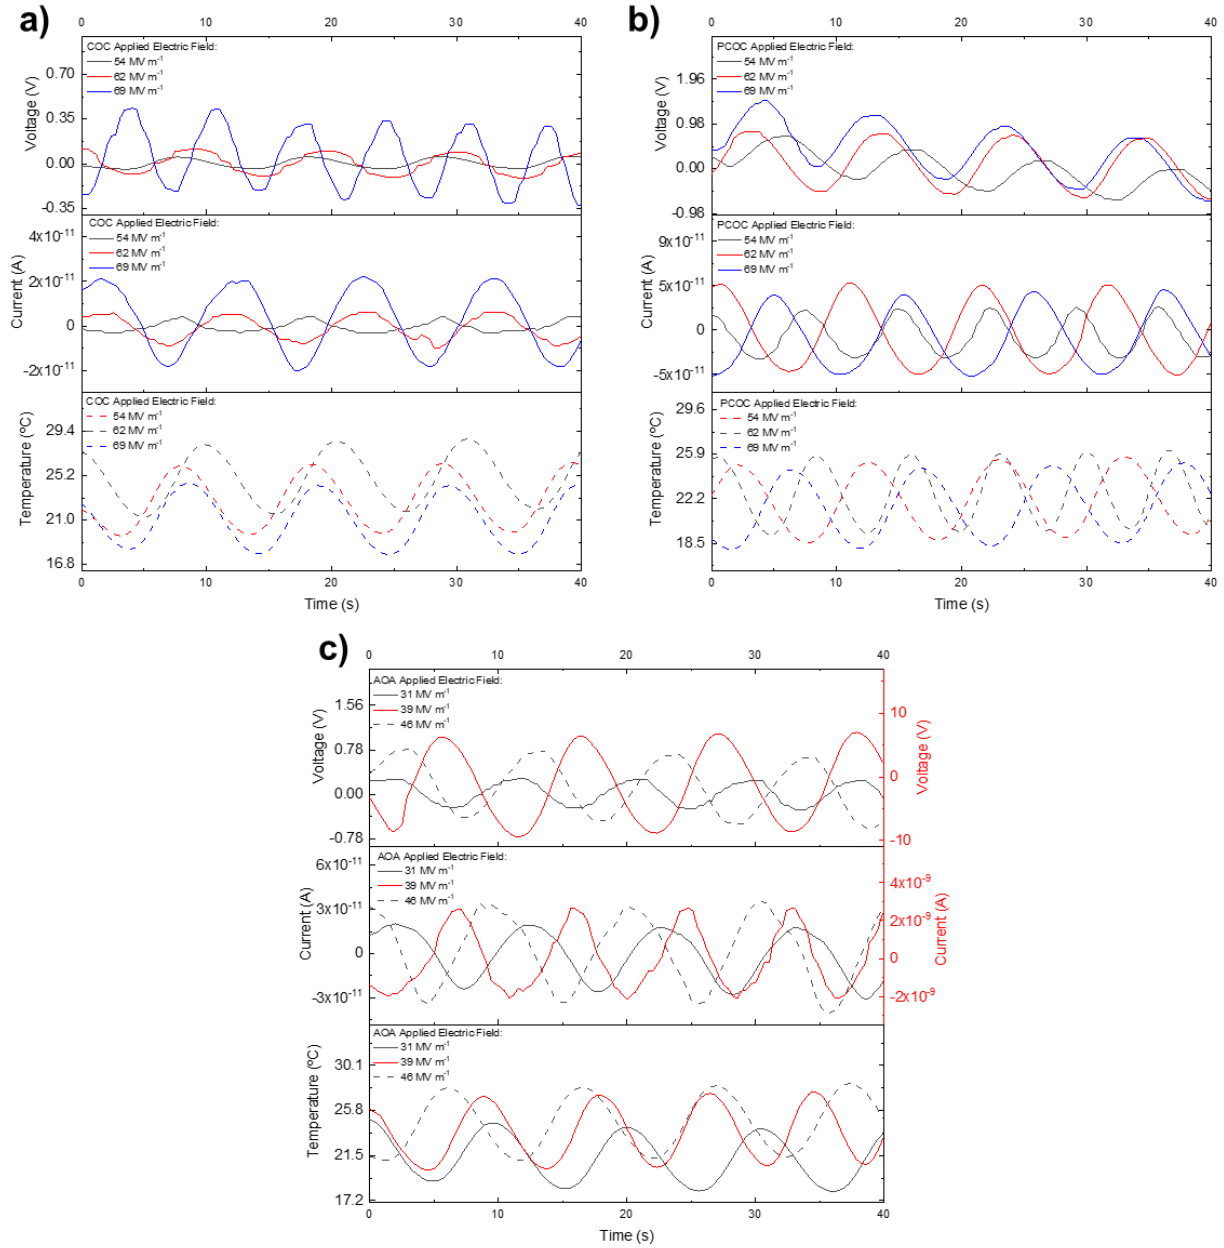 a)
0 10 20 30 40
COC Applied Electric Field:
54 MV m⁻¹
62 MV m⁻¹
69 MV m⁻¹
Voltage (V)
0.70
0.35
0.00
-0.35
COC Applied Electric Field:
54 MV m⁻¹
62 MV m⁻¹
69 MV m⁻¹
Current (A)
4x10⁻¹¹
2x10⁻¹¹
0
-2x10⁻¹¹
COC Applied Electric Field:
54 MV m⁻¹
62 MV m⁻¹
69 MV m⁻¹
Temperature (ºC)
29.4
25.2
21.0
16.8
0 10 20 30 40
Time (s)
b)
0 10 20 30 40
PCOC Applied Electric Field:
54 MV m⁻¹
62 MV m⁻¹
69 MV m⁻¹
Voltage (V)
1.96
0.98
0.00
-0.98
PCOC Applied Electric Field:
54 MV m⁻¹
62 MV m⁻¹
69 MV m⁻¹
Current (A)
9x10⁻¹¹
5x10⁻¹¹
0
-5x10⁻¹¹
PCOC Applied Electric Field:
54 MV m⁻¹
62 MV m⁻¹
69 MV m⁻¹
Temperature (ºC)
29.6
25.9
22.2
18.5
0 10 20 30 40
Time (s)
c)
0 10 20 30 40
AOA Applied Electric Field:
31 MV m⁻¹
39 MV m⁻¹
46 MV m⁻¹
Voltage (V)
1.56
0.78
0.00
-0.78
10
0
-10
Voltage (V)
AOA Applied Electric Field:
31 MV m⁻¹
39 MV m⁻¹
46 MV m⁻¹
Current (A)
6x10⁻¹¹
3x10⁻¹¹
0
-3x10⁻¹¹
4x10⁻⁹
2x10⁻⁹
0
-2x10⁻⁹
Current (A)
AOA Applied Electric Field:
31 MV m⁻¹
39 MV m⁻¹
46 MV m⁻¹
Temperature (ºC)
30.1
25.8
21.5
17.2
0 10 20 30 40
Time (s)